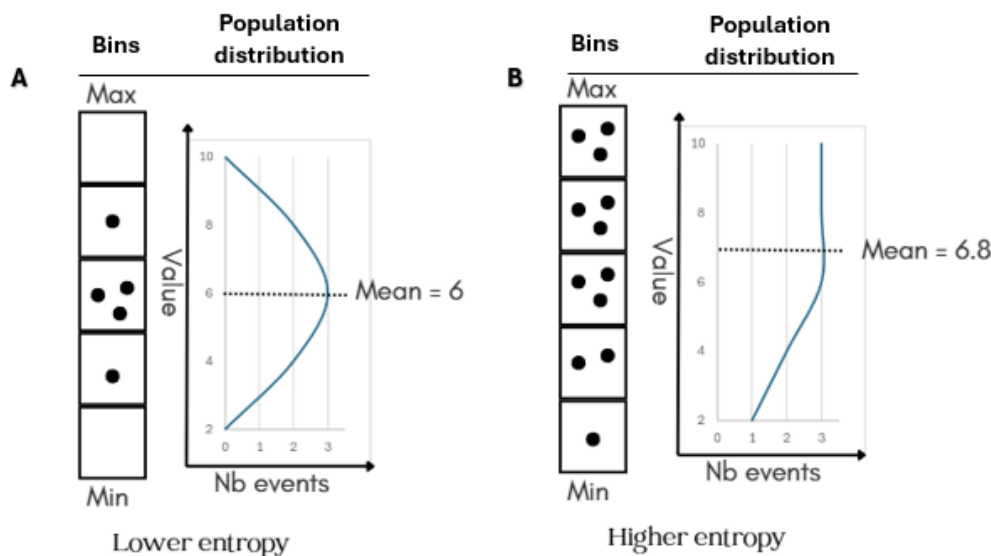 A
Bins
Population
distribution
Max
Value
10
8
6
4
2
0 1 2 3
Mean = 6
Nb events
Min
Lower entropy
B
Bins
Population
distribution
Max
Value
10
8
6
4
2
0 1 2 3
Mean = 6.8
Nb events
Min
Higher entropy